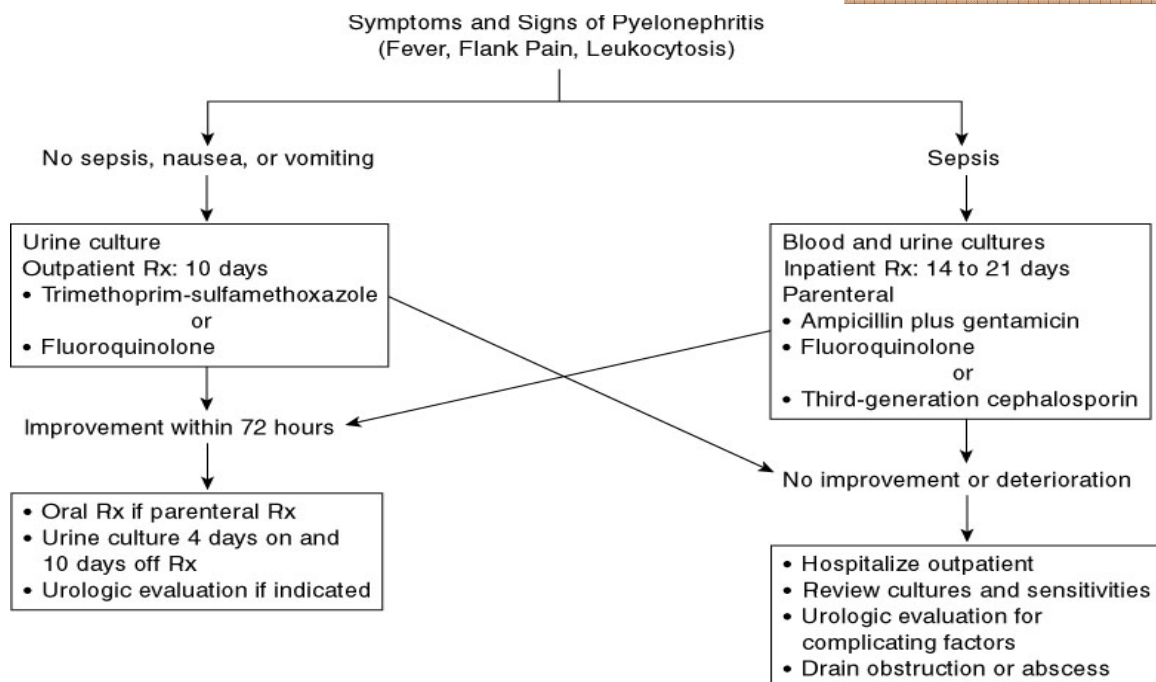 Symptoms and Signs of Pyelonephritis
(Fever, Flank Pain, Leukocytosis)
No sepsis, nausea, or vomiting
Sepsis
Urine culture
Outpatient Rx: 10 days
• Trimethoprim-sulfamethoxazole
or
• Fluoroquinolone
Blood and urine cultures
Inpatient Rx: 14 to 21 days
Parenteral
• Ampicillin plus gentamicin
• Fluoroquinolone
or
• Third-generation cephalosporin
Improvement within 72 hours
No improvement or deterioration
• Oral Rx if parenteral Rx
• Urine culture 4 days on and
10 days off Rx
• Urologic evaluation if indicated
• Hospitalize outpatient
• Review cultures and sensitivities
• Urologic evaluation for
complicating factors
• Drain obstruction or abscess